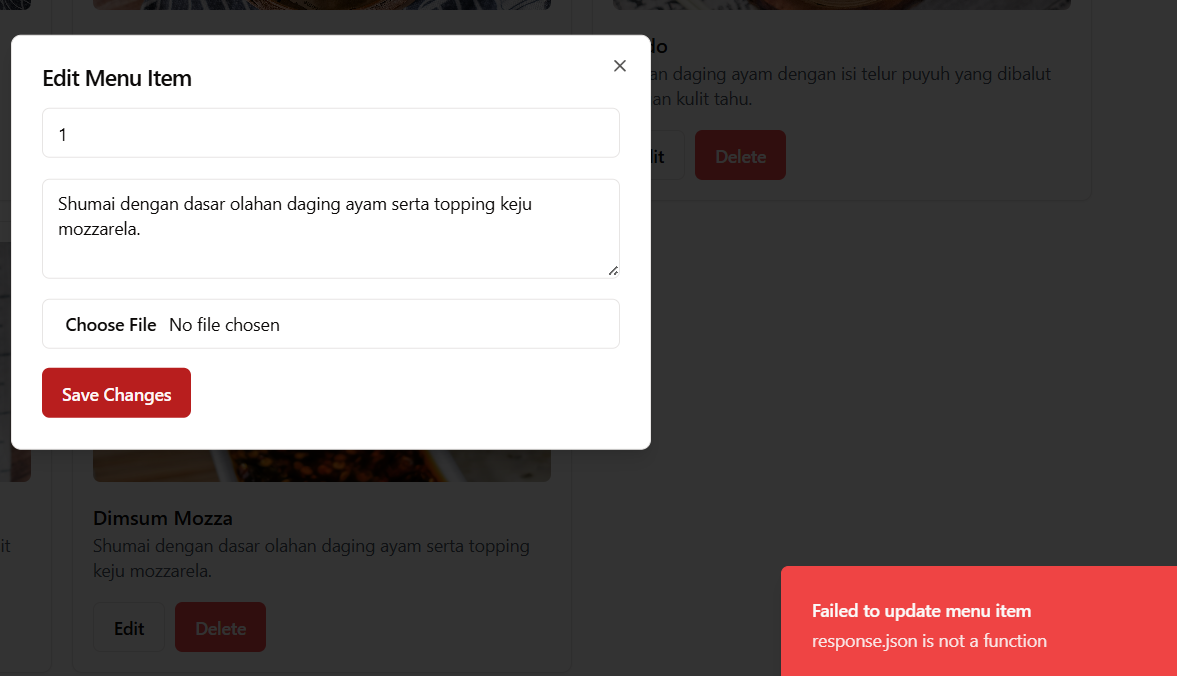 Edit Menu Item
1
Shumai dengan dasar olahan daging ayam serta topping keju
mozzarela.
Choose File No file chosen
Save Changes
do
an daging ayam dengan isi telur puyuh yang dibalut
an kulit tahu.
lit
Delete
it
Dimsum Mozza
Shumai dengan dasar olahan daging ayam serta topping
keju mozzarela.
Edit
Delete
Failed to update menu item
response.json is not a function